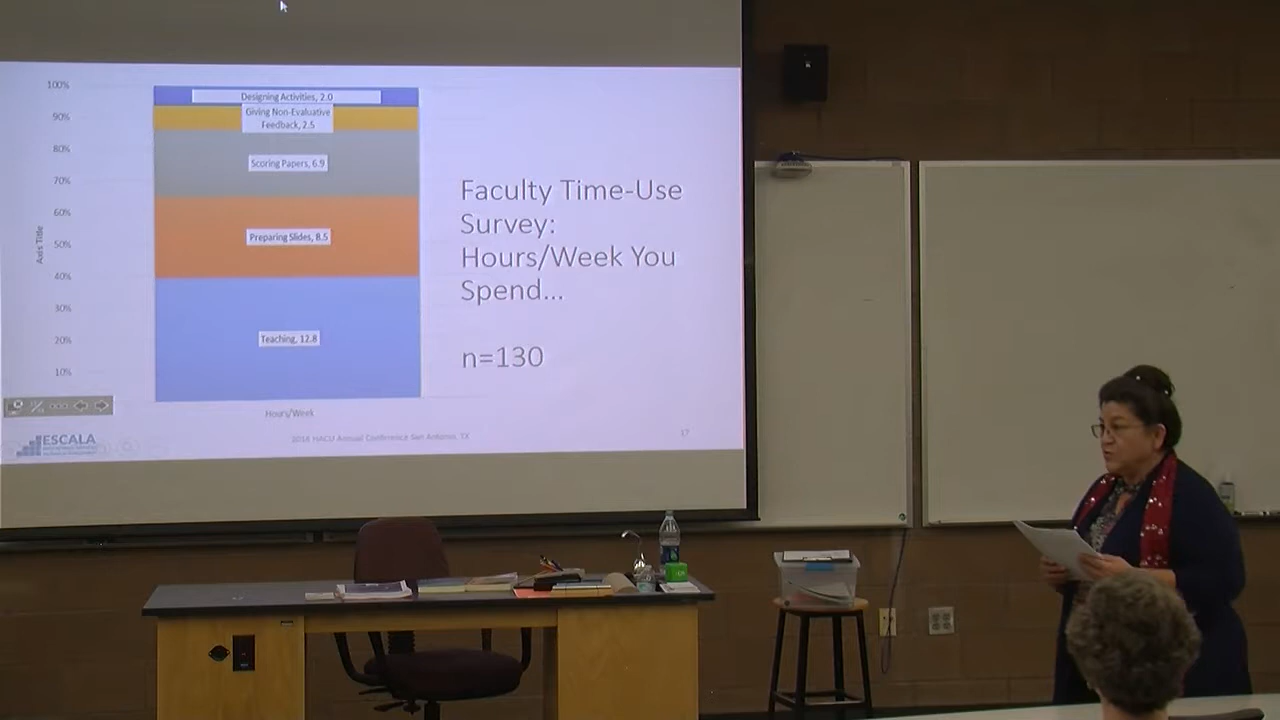 100%
90%
80%
70%
60%
50%
40%
30%
20%
10%
Axis Title
Designing Activities, 2.0
Giving Non-Evaluative
Feedback, 2.5
Scoring Papers, 6.9
Preparing Slides, 8.5
Teaching, 12.8
Hours/Week
Faculty Time-Use
Survey:
Hours/Week You
Spend...
n=130
ESCALA
2018 HACU Annual Conference San Antonio, TX
17